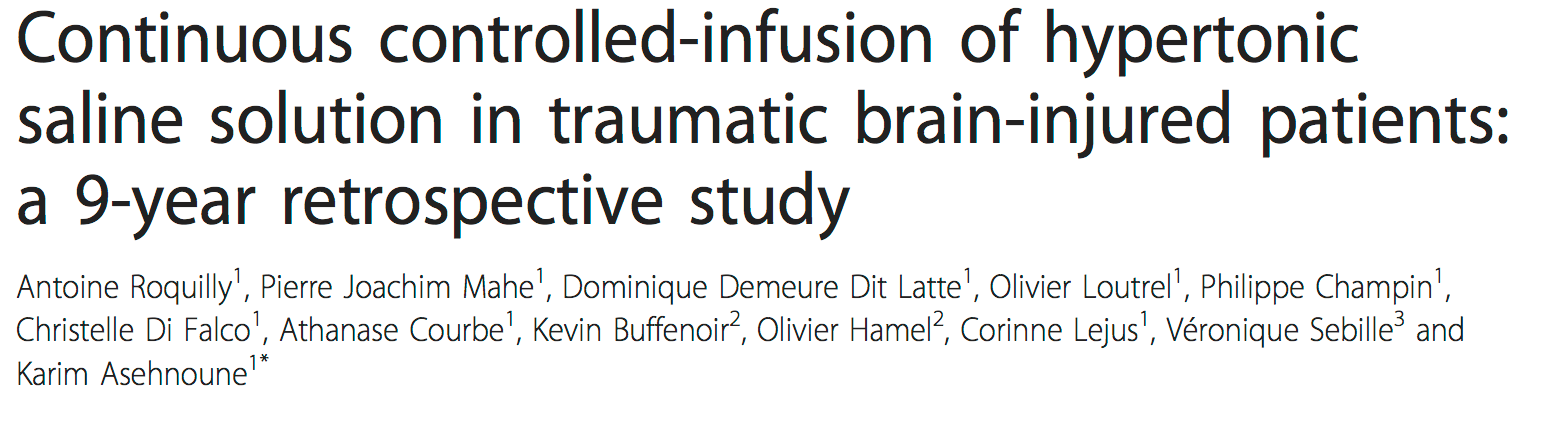 Continuous controlled-infusion of hypertonic
saline solution in traumatic brain-injured patients:
a 9-year retrospective study
Antoine Roquilly1, Pierre Joachim Mahe1, Dominique Demeure Dit Latte1, Olivier Loutrel1, Philippe Champin1,
Christelle Di Falco1, Athanase Courbe1, Kevin Buffenoir2, Olivier Hamel2, Corinne Lejus1, Véronique Sebille3 and
Karim Asehnoune1*